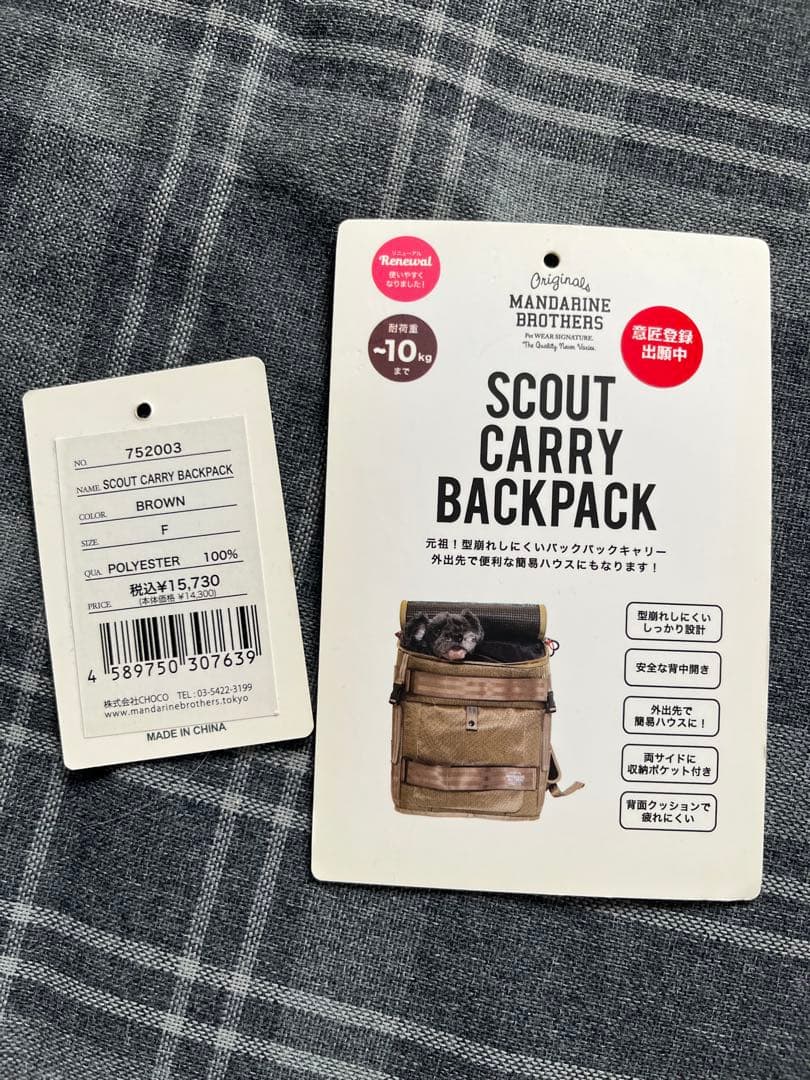 NO. 752003
NAME. SCOUT CARRY BACKPACK
COLOR. BROWN
SIZE. F
QUA. POLYESTER 100%
PRICE. 税込¥15,730
(本体価格 ¥14,300)
4 589750 307639
株式会社CHOCO TEL : 03-5422-3199
www.mandarinebrothers.tokyo
MADE IN CHINA
リニューアル
Renewal
使いやすく
なりました!
耐荷重
~10kg
まで
Originals
MANDARINE
BROTHERS
Pet WEAR SIGNATURE.
The Quality Never Varies.
意匠登録
出願中
SCOUT
CARRY
BACKPACK
元祖!型崩れしにくいバックパックキャリー
外出先で便利な簡易ハウスにもなります!
型崩れしにくい
しっかり設計
安全な背中開き
外出先で
簡易ハウスに!
両サイドに
収納ポケット付き
背面クッションで
疲れにくい